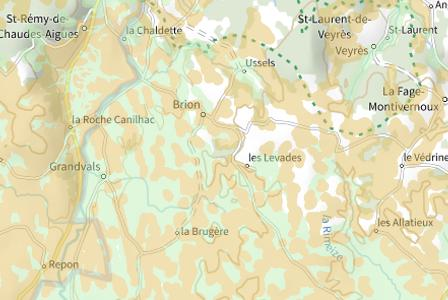 St-Rémy-de-
Chaudes-Aigues
la Chaldette
St-Laurent-de-
Veyrès
Veyrès
St-Laurent
Ussels
La Fage-
Montivernoux
Brion
la Roche Canilhac
les Levades
le Védrine
Grandvals
la Rimeize
les Allatieux
la Brugère
Repon